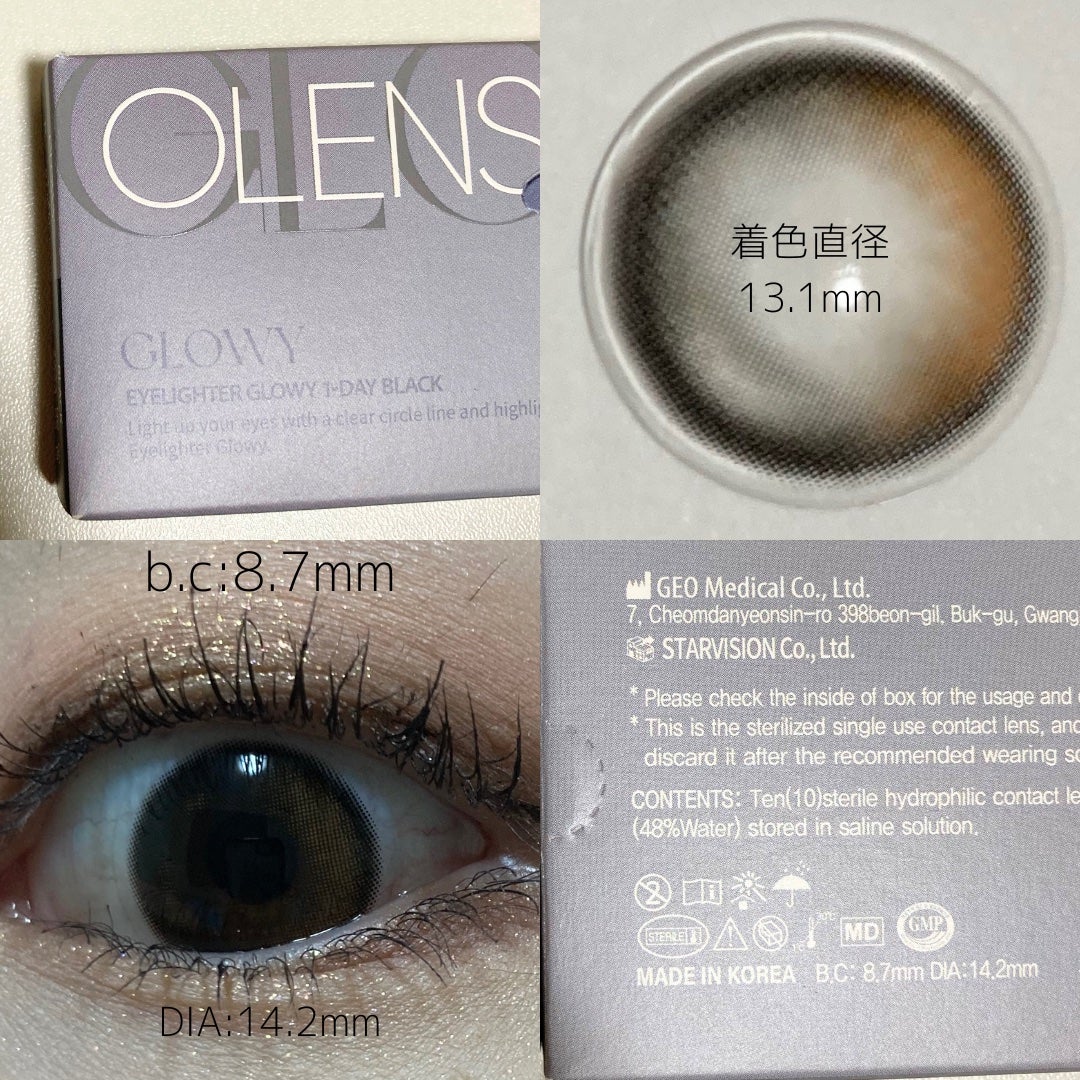 OLENS
GLOWY
EYELIGHTER GLOWY 1-DAY BLACK
Light up your eyes with a clear circle line and
Eyelighter Glowy.
着色直径
13.1mm
b.c:8.7mm
DIA:14.2mm
GEO Medical Co., Ltd.
7, Cheomdanyeonsin-ro 398beon-gil, Buk-gu,
STARVISION Co., Ltd.
* Please check the inside of box for the usage and
* This is the sterilized single use contact lens, and
discard it after the recommended wearing
CONTENTS: Ten(10)sterile hydrophilic contact
(48%Water) stored in saline solution.
2
STERILE
30°C
MD
GMP
MADE IN KOREA B.C: 8.7mm DIA:14.2mm